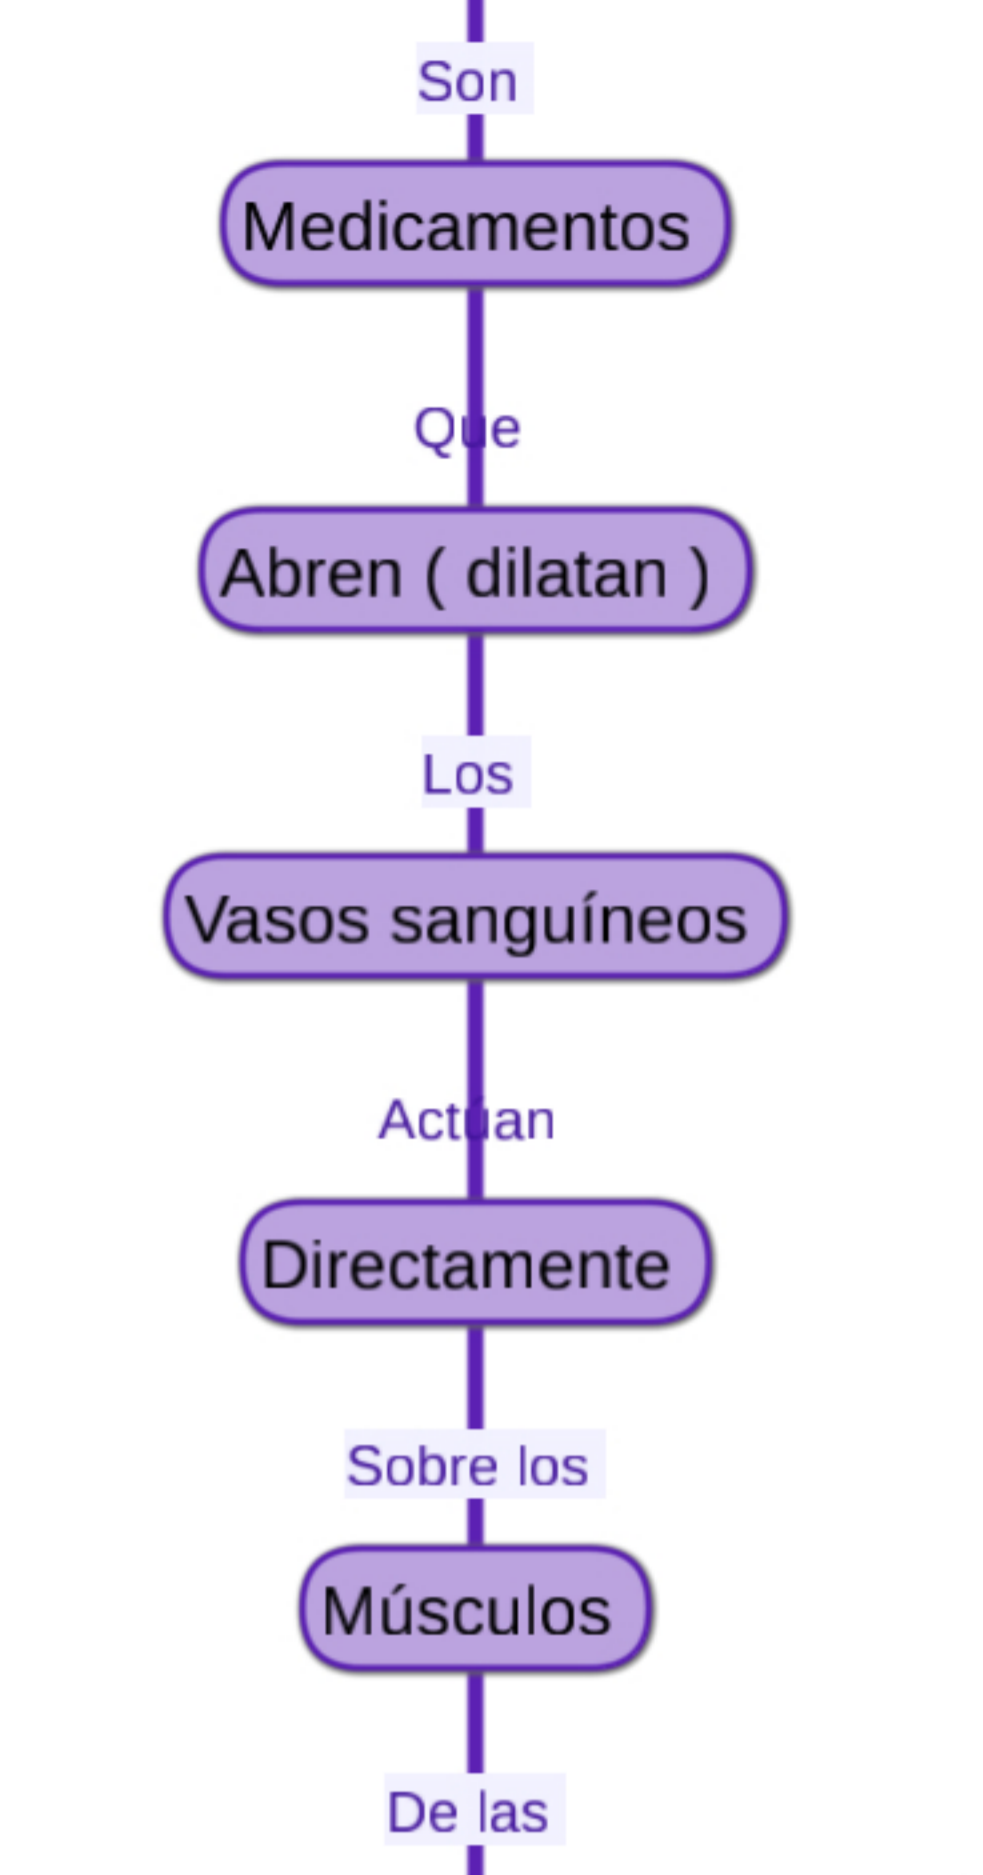 Son
Medicamentos
Que
Abren ( dilatan )
Los
Vasos sanguíneos
Actúan
Directamente
Sobre los
Músculos
De las